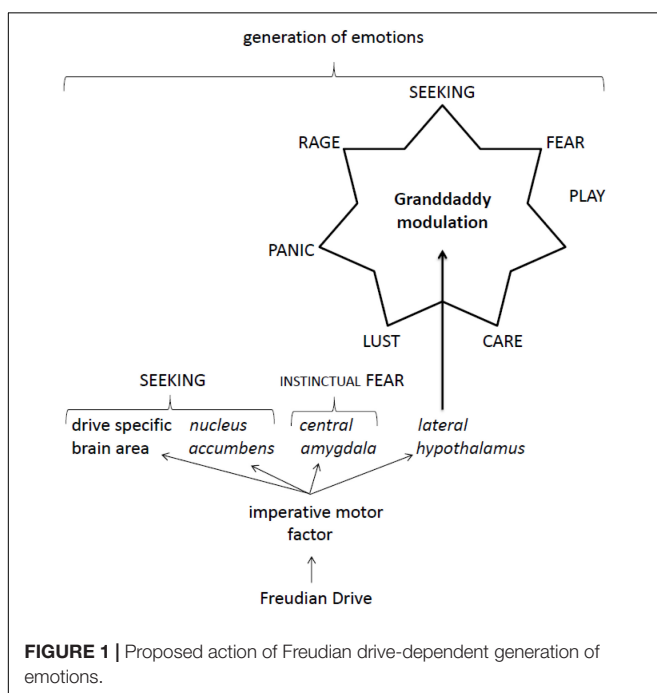 generation of emotions
SEEKING
RAGE
FEAR
Granddaddy
modulation
PLAY
PANIC
LUST
CARE
SEEKING
INSTINCTUAL FEAR
drive specific
brain area
nucleus
accumbens
central
amygdala
lateral
hypothalamus
imperative motor
factor
Freudian Drive
FIGURE 1 | Proposed action of Freudian drive-dependent generation of
emotions.